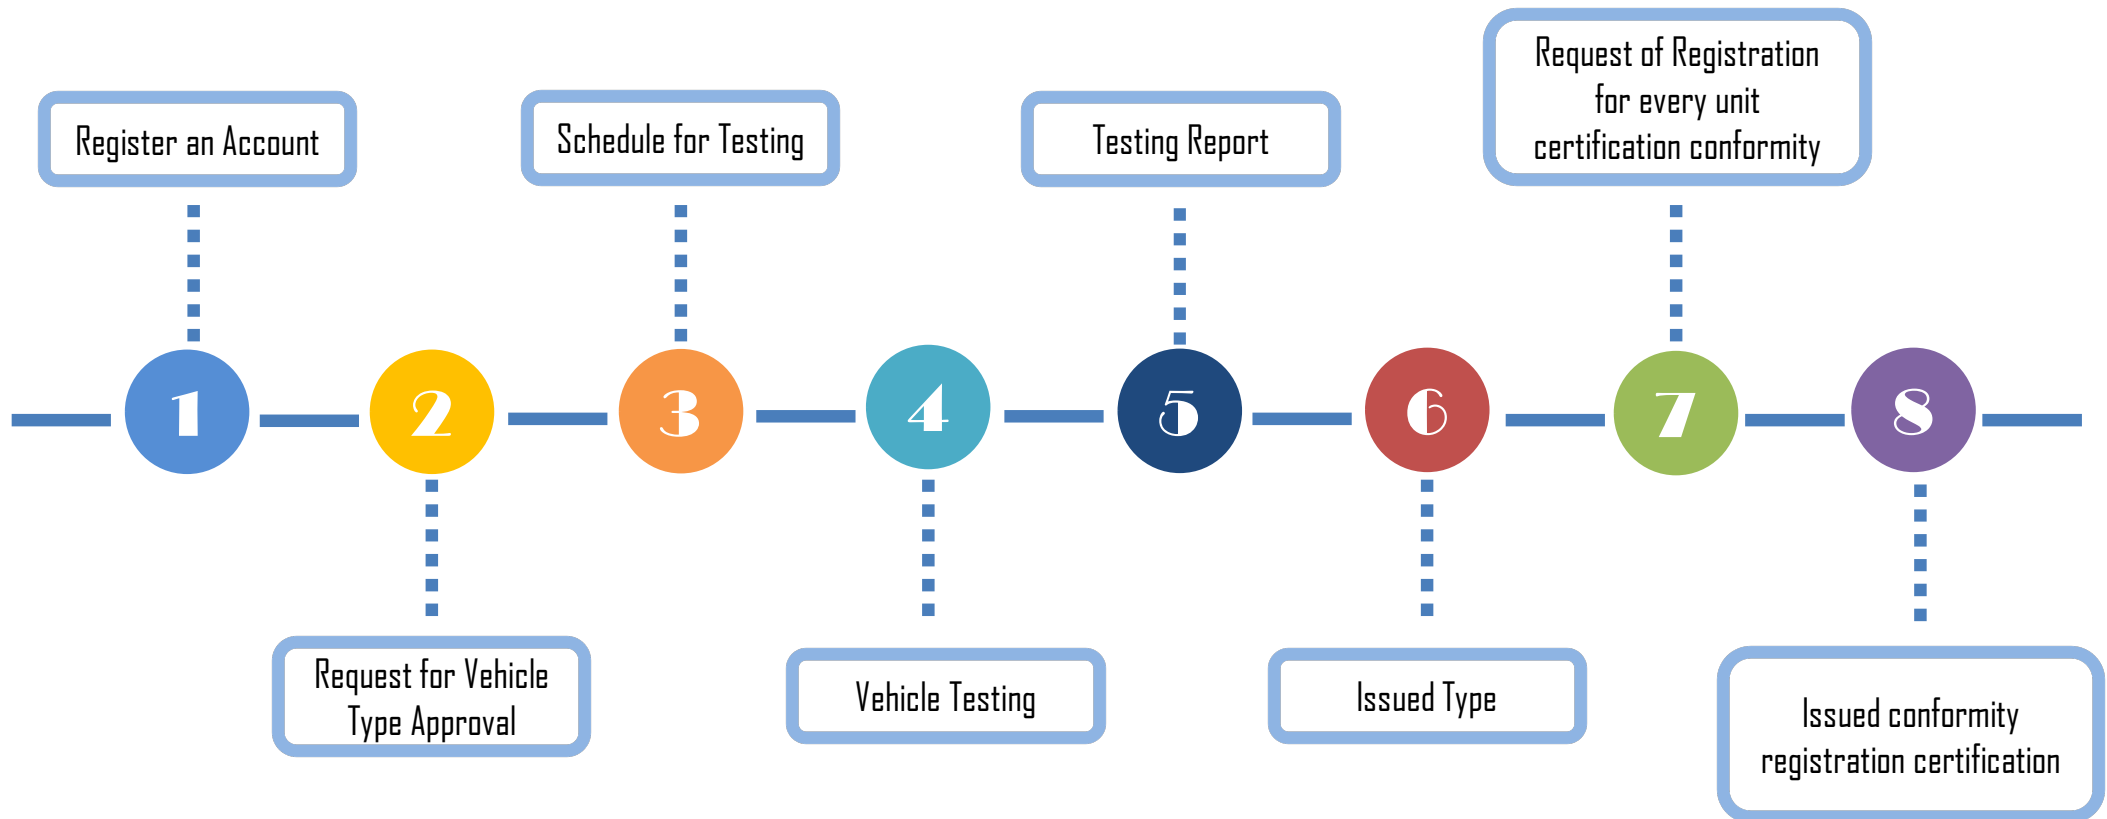 Register an Account
Schedule for Testing
Testing Report
Request of Registration
for every unit
certification conformity
1
2
3
4
5
6
7
8
Request for Vehicle
Type Approval
Vehicle Testing
Issued Type
Issued conformity
registration certification